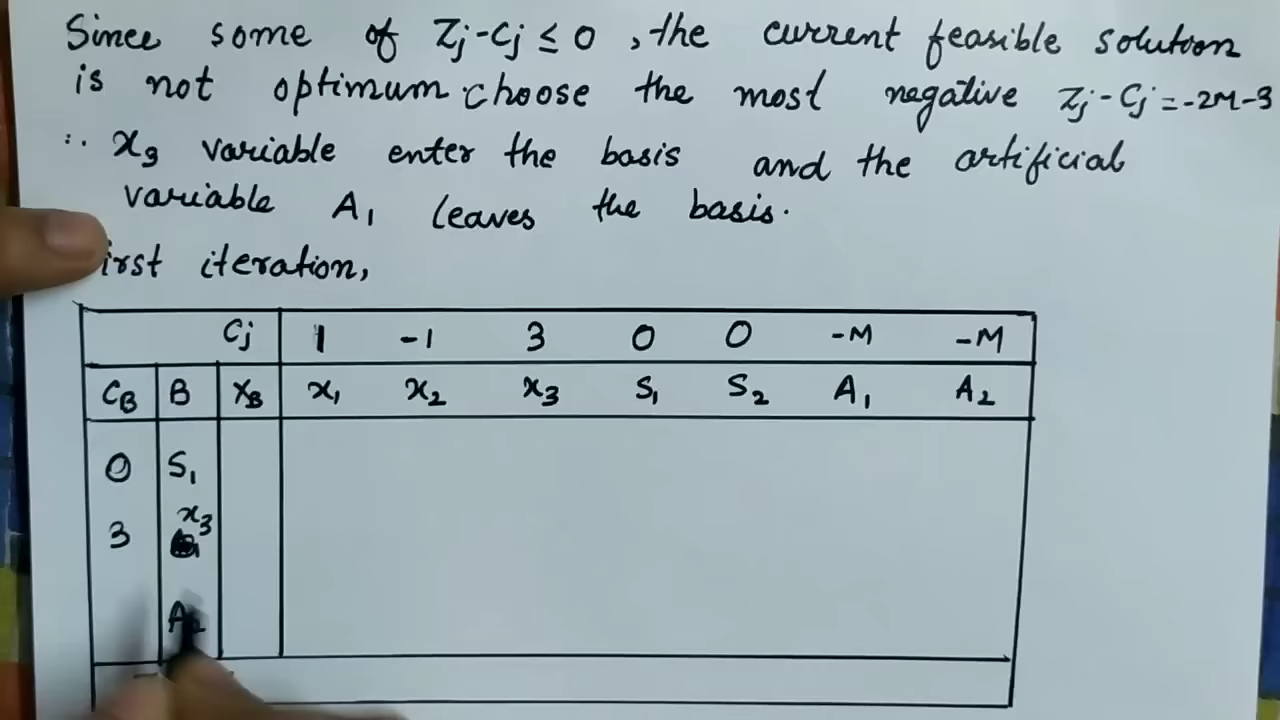 Since some of Zj-Cj ≤ 0 , the current feasible solution
is not optimum. choose the most negative Zj-Cj = -2M-3
∴ x3 variable enter the basis and the artificial
variable A1 leaves the basis.
irst iteration,
Cj 1 -1 3 0 0 -M -M
CB B XB x1 x2 x3 S1 S2 A1 A2
0 S1
3 x3
A2